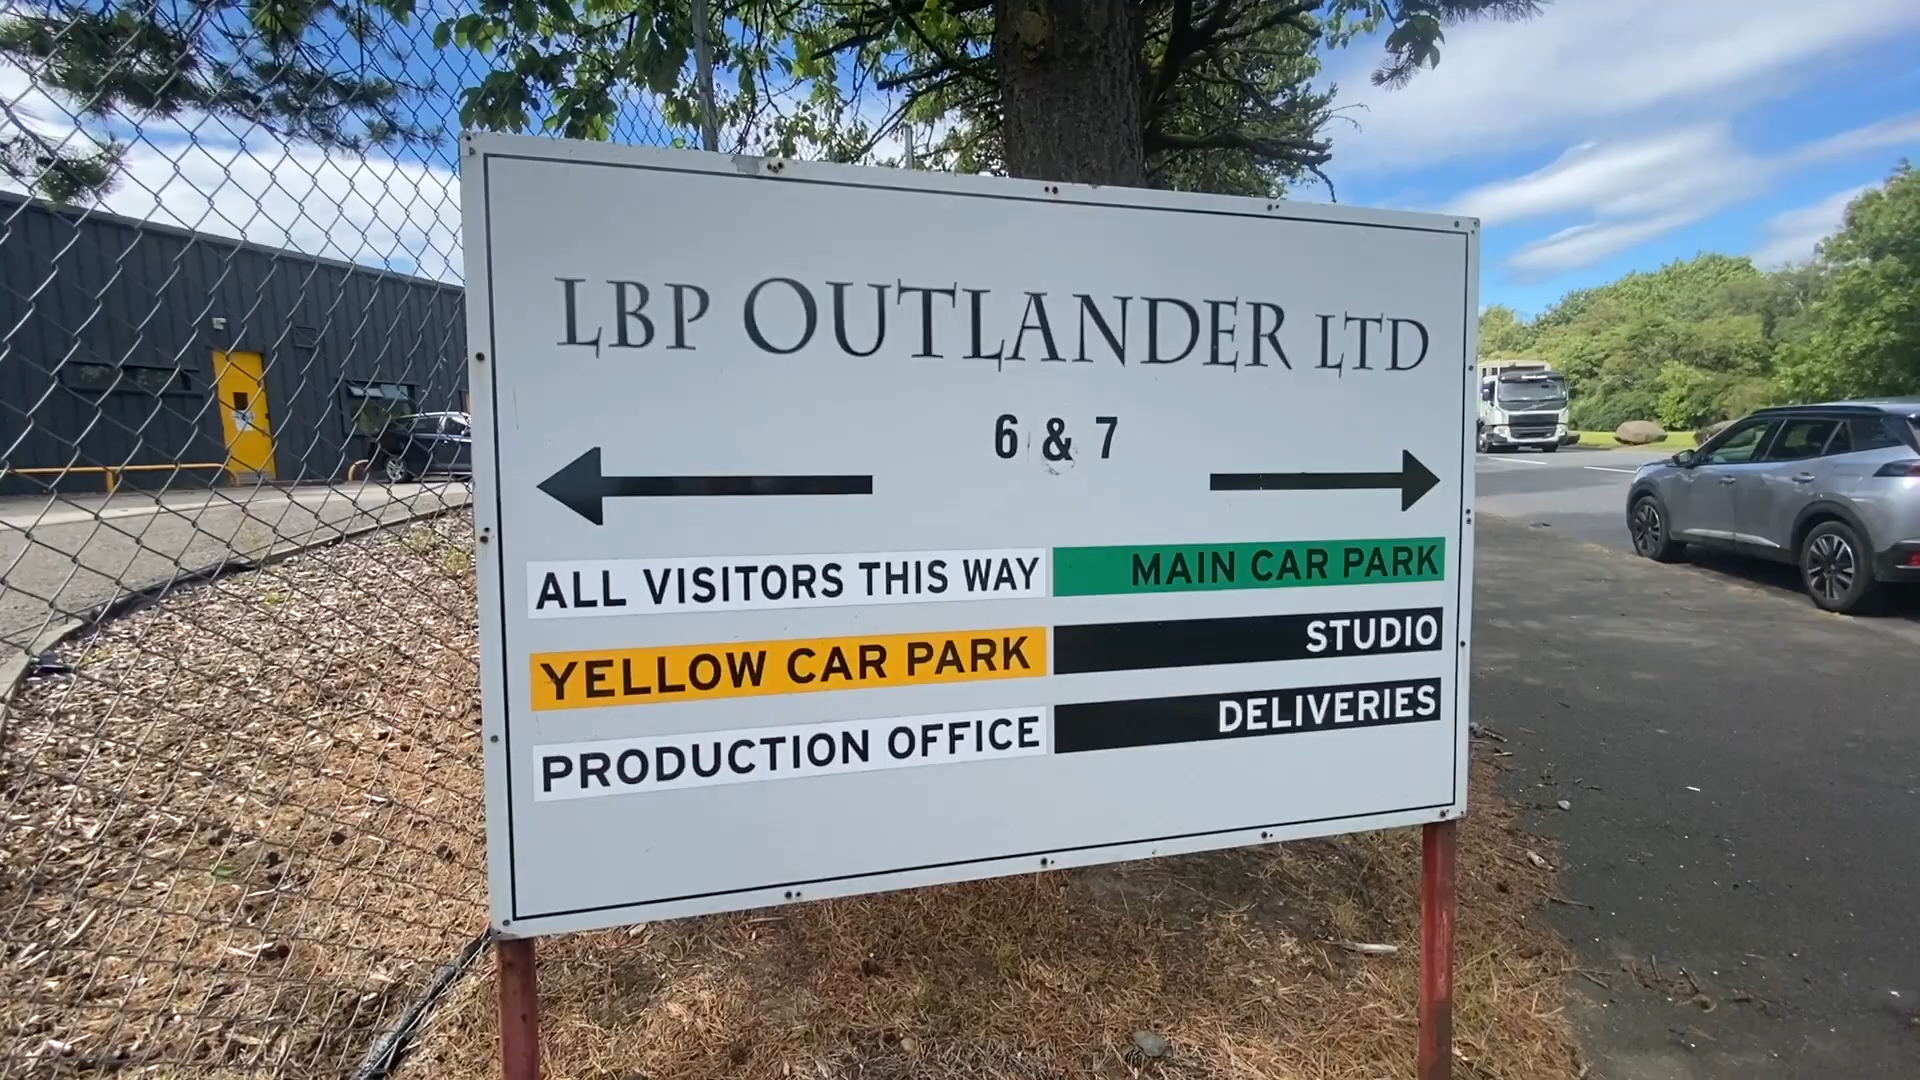 LBP OUTLANDER LTD
6 & 7
ALL VISITORS THIS WAY
YELLOW CAR PARK
PRODUCTION OFFICE
MAIN CAR PARK
STUDIO
DELIVERIES